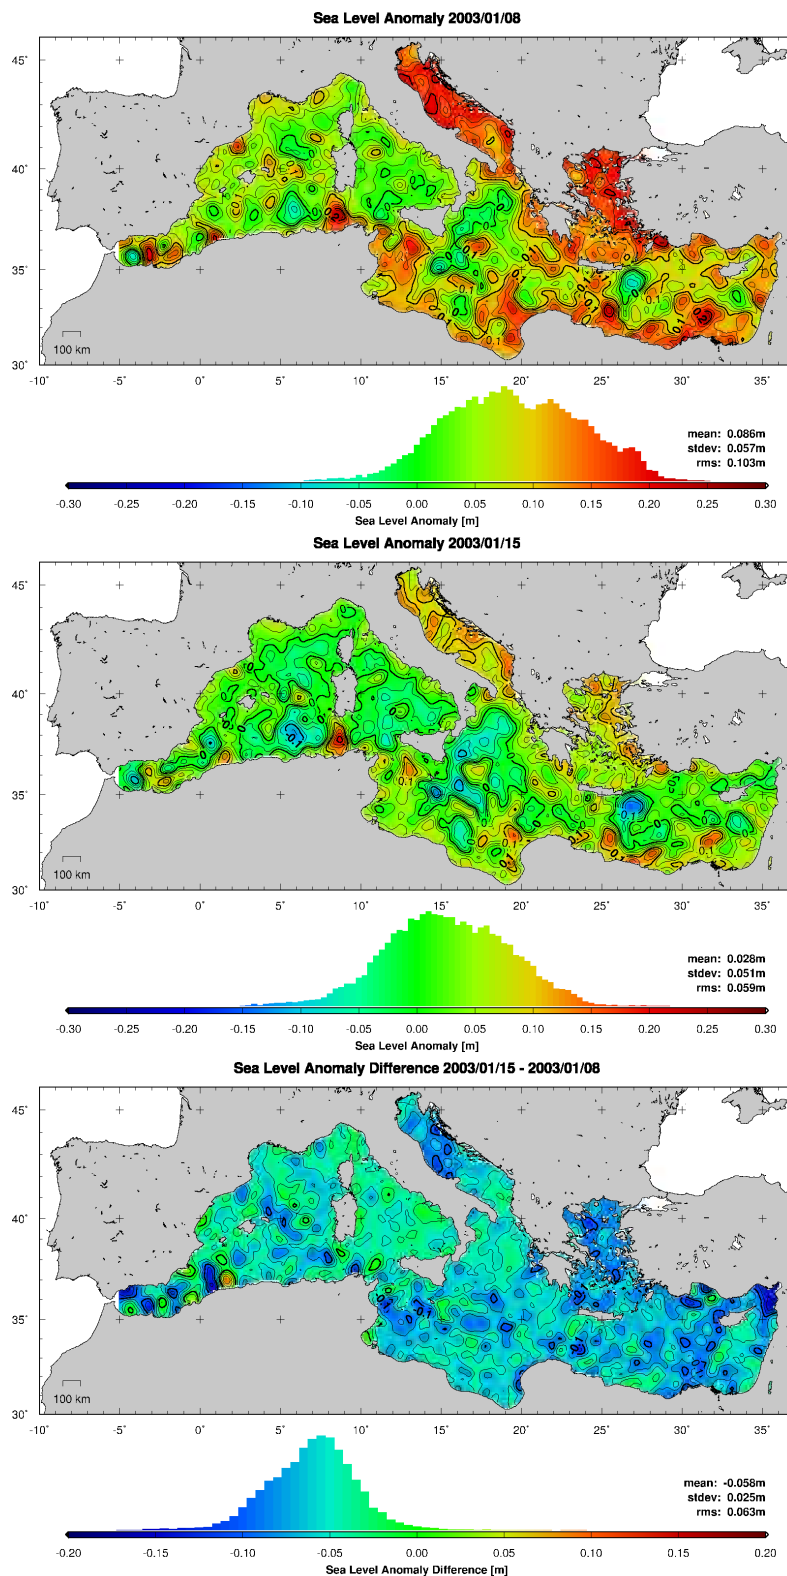 Sea Level Anomaly 2003/01/08
45°
40°
35°
30°
100 km
-10° -5° 0° 5° 10° 15° 20° 25° 30° 35°
mean: 0.086m
stdev: 0.057m
rms: 0.103m
-0.30 -0.25 -0.20 -0.15 -0.10 -0.05 0.00 0.05 0.10 0.15 0.20 0.25 0.30
Sea Level Anomaly [m]
Sea Level Anomaly 2003/01/15
45°
40°
35°
30°
100 km
-10° -5° 0° 5° 10° 15° 20° 25° 30° 35°
mean: 0.028m
stdev: 0.051m
rms: 0.059m
-0.30 -0.25 -0.20 -0.15 -0.10 -0.05 0.00 0.05 0.10 0.15 0.20 0.25 0.30
Sea Level Anomaly [m]
Sea Level Anomaly Difference 2003/01/15 - 2003/01/08
45°
40°
35°
30°
100 km
-10° -5° 0° 5° 10° 15° 20° 25° 30° 35°
mean: -0.058m
stdev: 0.025m
rms: 0.063m
-0.20 -0.15 -0.10 -0.05 0.00 0.05 0.10 0.15 0.20
Sea Level Anomaly Difference [m]